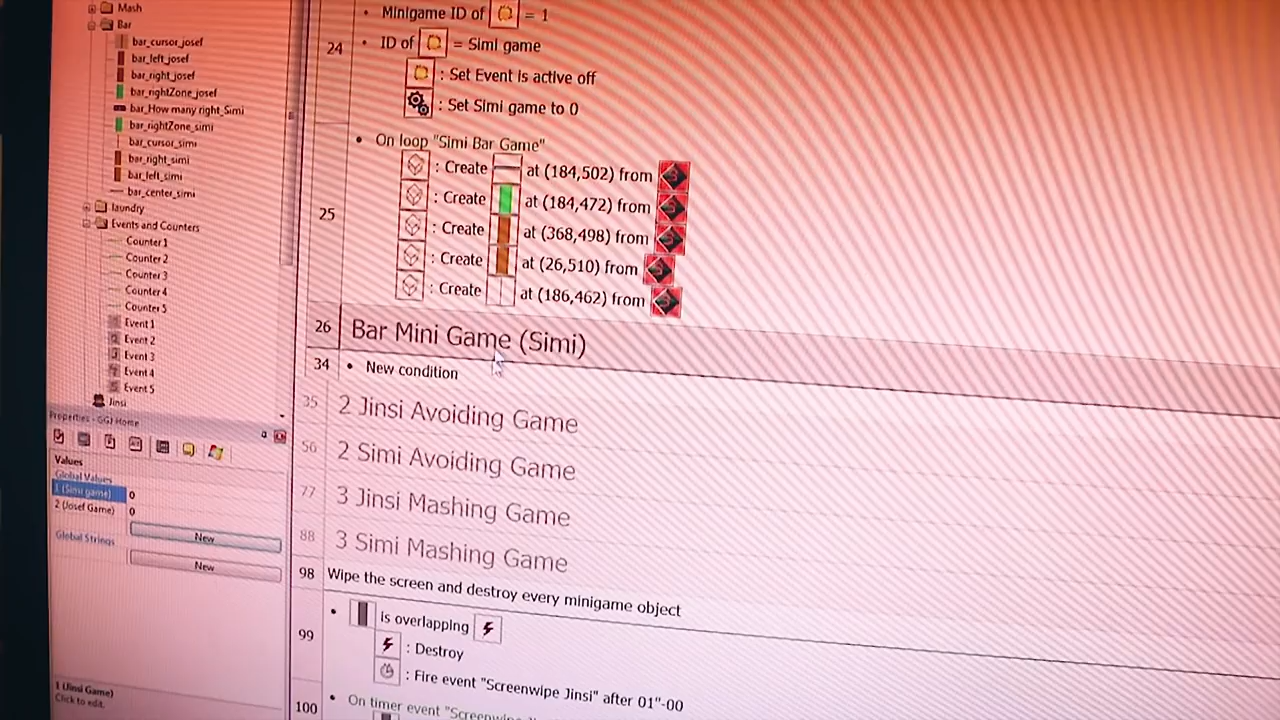 Mash
Bar
bar_cursor_josef
bar_left_josef
bar_right_josef
bar_rightZone_josef
bar_How many right_Simi
bar_rightZone_simi
bar_cursor_simi
bar_right_simi
bar_left_simi
bar_center_simi
laundry
Events and Counters
Counter 1
Counter 2
Counter 3
Counter 4
Counter 5
Event 1
Event 2
Event 3
Event 4
Event 5
Jinsi
Properties - GGJ Home
Values
Global Values
1 (Simi game) 0
2 (Josef Game) 0
New
Global Strings
New
1 (Jinsi Game)
Click to edit.
• Minigame ID of = 1
24 • ID of = Simi game
: Set Event is active off
: Set Simi game to 0
• On loop "Simi Bar Game"
: Create at (184,502) from
25 : Create at (184,472) from
: Create at (368,498) from
: Create at (26,510) from
: Create at (186,462) from
26 Bar Mini Game (Simi)
34 • New condition
35 2 Jinsi Avoiding Game
56 2 Simi Avoiding Game
77 3 Jinsi Mashing Game
88 3 Simi Mashing Game
98 Wipe the screen and destroy every minigame object
• is overlapping
99 : Destroy
: Fire event "Screenwipe Jinsi" after 01"-00
100 • On timer event "Screenwipe